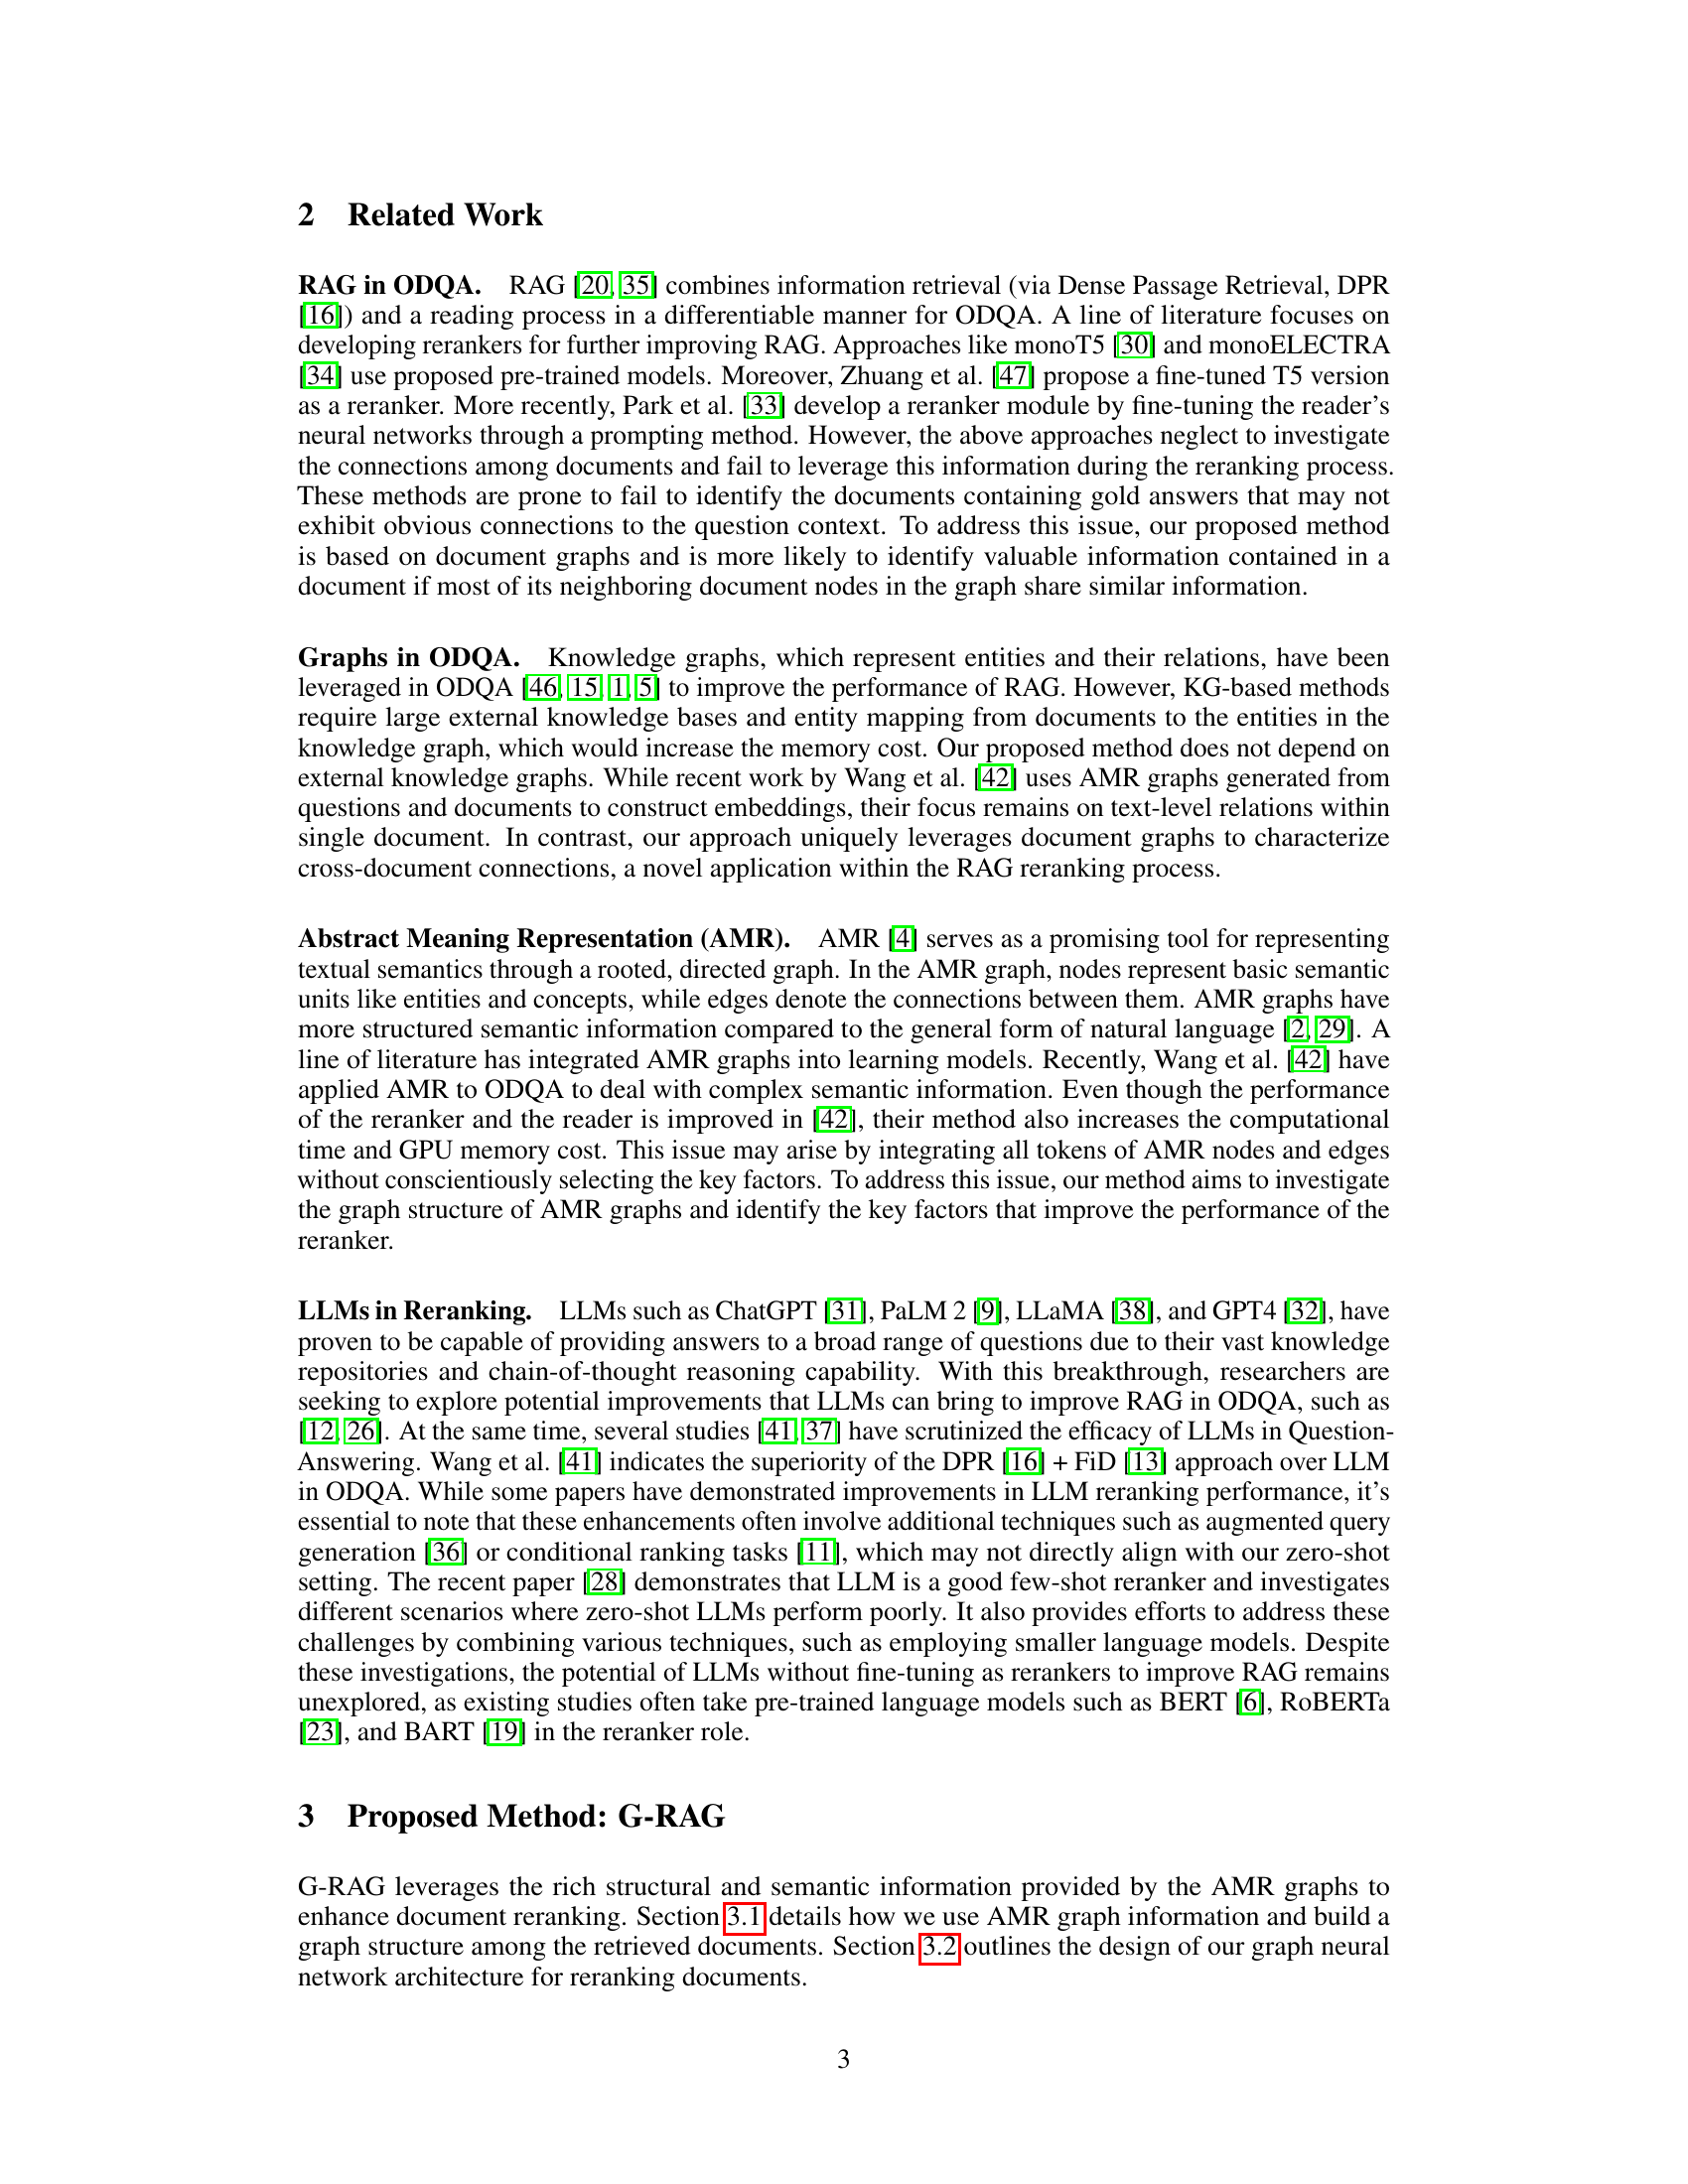 2 Related Work
RAG in ODQA. RAG [20, 35] combines information retrieval (via Dense Passage Retrieval, DPR
[16]) and a reading process in a differentiable manner for ODQA. A line of literature focuses on
developing rerankers for further improving RAG. Approaches like monoT5 [30] and monoELECTRA
[34] use proposed pre-trained models. Moreover, Zhuang et al. [47] propose a fine-tuned T5 version
as a reranker. More recently, Park et al. [33] develop a reranker module by fine-tuning the reader's
neural networks through a prompting method. However, the above approaches neglect to investigate
the connections among documents and fail to leverage this information during the reranking process.
These methods are prone to fail to identify the documents containing gold answers that may not
exhibit obvious connections to the question context. To address this issue, our proposed method
is based on document graphs and is more likely to identify valuable information contained in a
document if most of its neighboring document nodes in the graph share similar information.
Graphs in ODQA. Knowledge graphs, which represent entities and their relations, have been
leveraged in ODQA [46, 15, 1, 5] to improve the performance of RAG. However, KG-based methods
require large external knowledge bases and entity mapping from documents to the entities in the
knowledge graph, which would increase the memory cost. Our proposed method does not depend on
external knowledge graphs. While recent work by Wang et al. [42] uses AMR graphs generated from
questions and documents to construct embeddings, their focus remains on text-level relations within
single document. In contrast, our approach uniquely leverages document graphs to characterize
cross-document connections, a novel application within the RAG reranking process.
Abstract Meaning Representation (AMR). AMR [4] serves as a promising tool for representing
textual semantics through a rooted, directed graph. In the AMR graph, nodes represent basic semantic
units like entities and concepts, while edges denote the connections between them. AMR graphs have
more structured semantic information compared to the general form of natural language [2, 29]. A
line of literature has integrated AMR graphs into learning models. Recently, Wang et al. [42] have
applied AMR to ODQA to deal with complex semantic information. Even though the performance
of the reranker and the reader is improved in [42], their method also increases the computational
time and GPU memory cost. This issue may arise by integrating all tokens of AMR nodes and edges
without conscientiously selecting the key factors. To address this issue, our method aims to investigate
the graph structure of AMR graphs and identify the key factors that improve the performance of the
reranker.
LLMs in Reranking. LLMs such as ChatGPT [31], PaLM 2 [9], LLaMA [38], and GPT4 [32], have
proven to be capable of providing answers to a broad range of questions due to their vast knowledge
repositories and chain-of-thought reasoning capability. With this breakthrough, researchers are
seeking to explore potential improvements that LLMs can bring to improve RAG in ODQA, such as
[12, 26]. At the same time, several studies [41, 37] have scrutinized the efficacy of LLMs in Question-
Answering. Wang et al. [41] indicates the superiority of the DPR [16] + FiD [13] approach over LLM
in ODQA. While some papers have demonstrated improvements in LLM reranking performance, it's
essential to note that these enhancements often involve additional techniques such as augmented query
generation [36] or conditional ranking tasks [11], which may not directly align with our zero-shot
setting. The recent paper [28] demonstrates that LLM is a good few-shot reranker and investigates
different scenarios where zero-shot LLMs perform poorly. It also provides efforts to address these
challenges by combining various techniques, such as employing smaller language models. Despite
these investigations, the potential of LLMs without fine-tuning as rerankers to improve RAG remains
unexplored, as existing studies often take pre-trained language models such as BERT [6], RoBERTa
[23], and BART [19] in the reranker role.
3 Proposed Method: G-RAG
G-RAG leverages the rich structural and semantic information provided by the AMR graphs to
enhance document reranking. Section 3.1 details how we use AMR graph information and build a
graph structure among the retrieved documents. Section 3.2 outlines the design of our graph neural
network architecture for reranking documents.
3